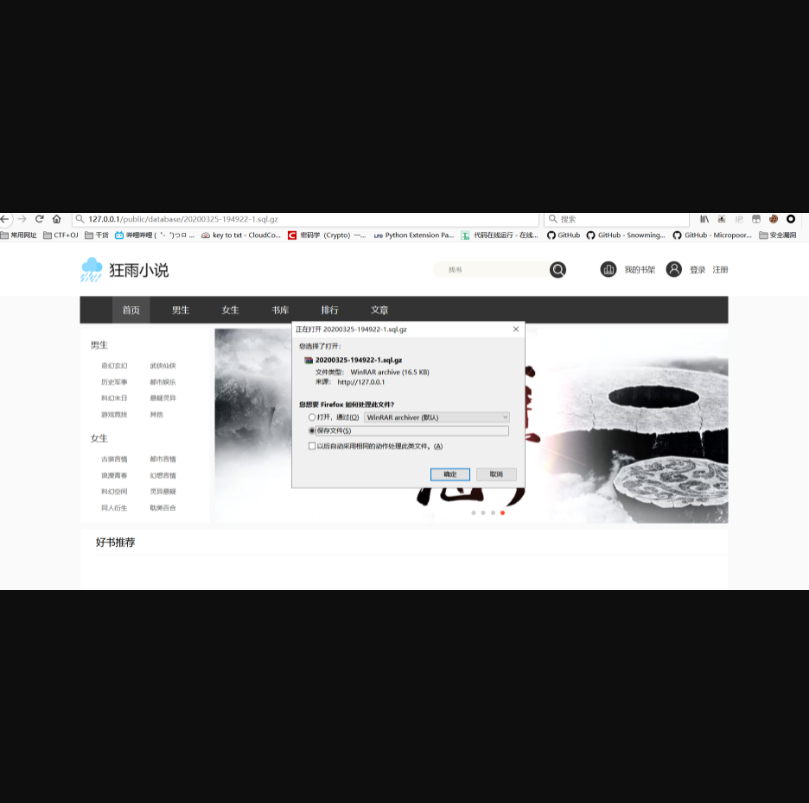 127.0.0.1/public/database/20200325-194922-1.sql.gz
搜索
常用网址 CTF+OJ 干货 哔哩哔哩 ( ゜- ゜)つロ ... key to txt - CloudCo... 密码学（Crypto）—... Python Extension Pa... 代码在线运行 - 在线... GitHub GitHub - Snowming... GitHub - Micropoor... 安全漏洞
狂雨小说
找书
我的书架 登录 注册
首页 男生 女生 书库 排行 文章
正在打开 20200325-194922-1.sql.gz
您选择了打开:
20200325-194922-1.sql.gz
文件类型： WinRAR archive (16.5 KB)
来源： http://127.0.0.1
您想要 Firefox 如何处理此文件?
打开，通过(O) WinRAR archiver (默认)
保存文件(S)
以后自动采用相同的动作处理此类文件。(A)
确定 取消
男生
奇幻玄幻 武侠仙侠
历史军事 都市娱乐
科幻末日 悬疑灵异
游戏竞技 其他
女生
古装言情 都市言情
浪漫青春 幻想言情
科幻空间 灵异悬疑
同人衍生 耽美百合
好书推荐